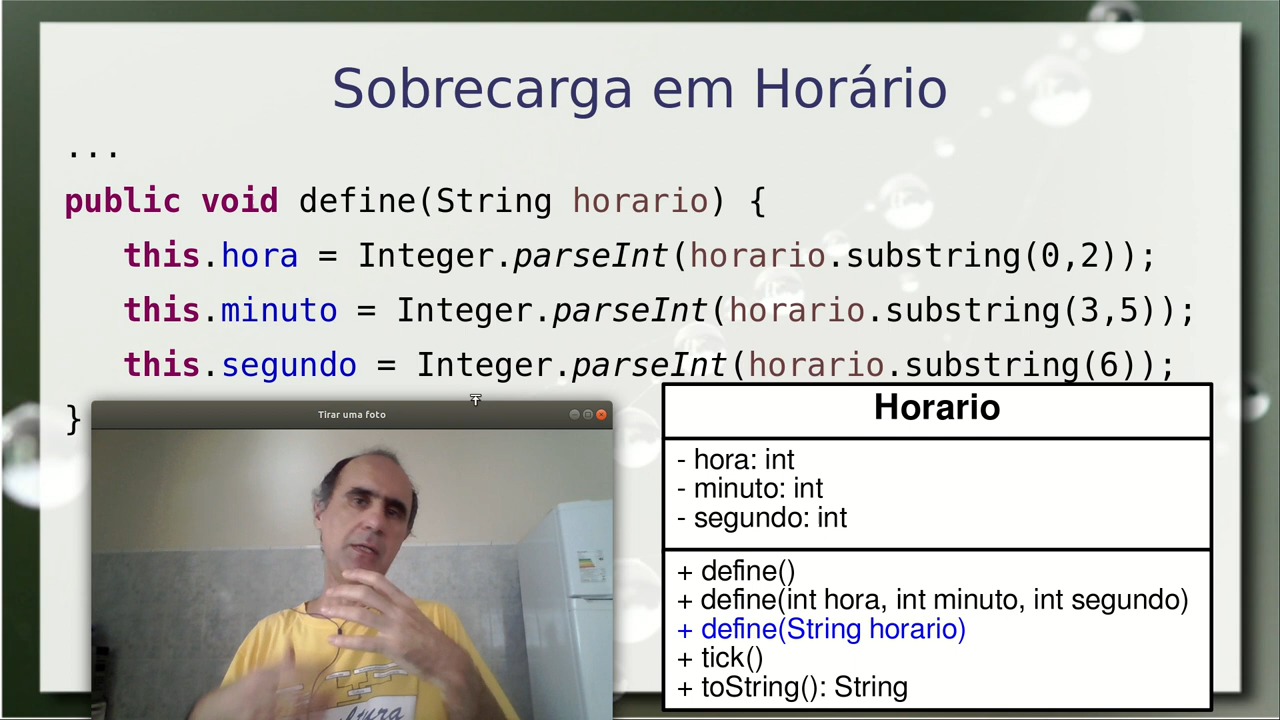 Sobrecarga em Horário
...
public void define(String horario) {
this.hora = Integer.parseInt(horario.substring(0,2));
this.minuto = Integer.parseInt(horario.substring(3,5));
this.segundo = Integer.parseInt(horario.substring(6));
}
Tirar uma foto
Horario
- hora: int
- minuto: int
- segundo: int
+ define()
+ define(int hora, int minuto, int segundo)
+ define(String horario)
+ tick()
+ toString(): String